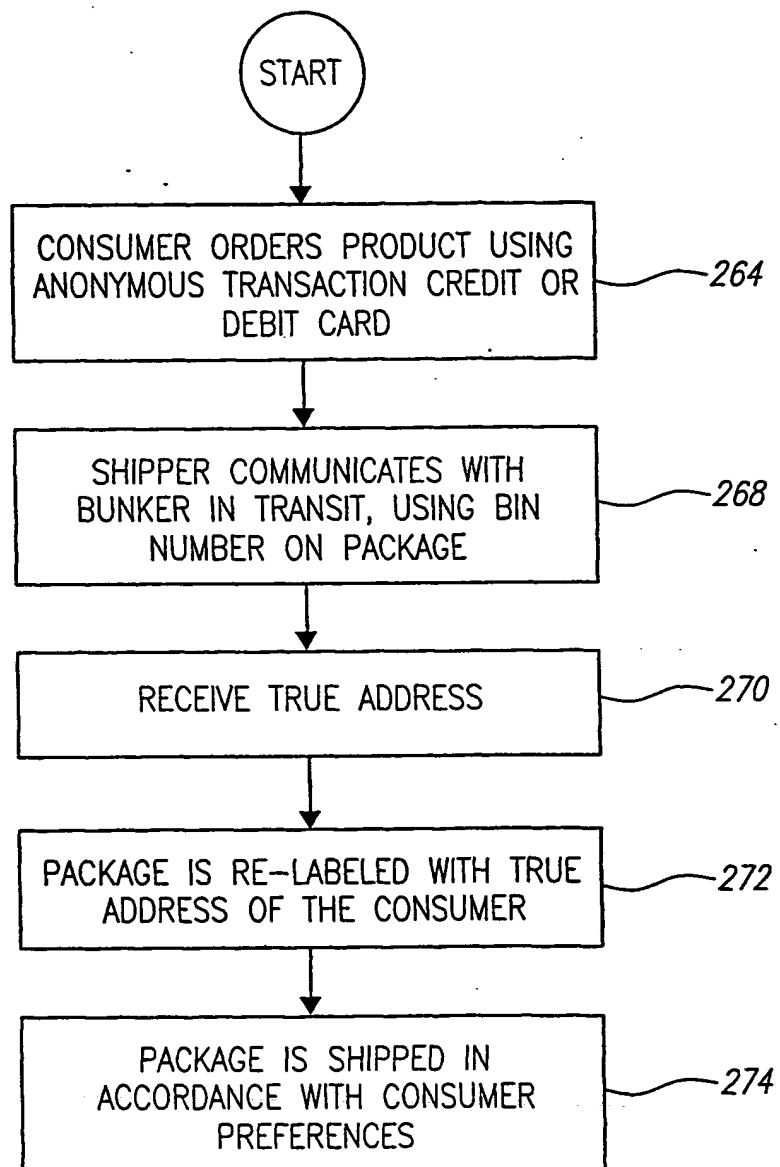 START
CONSUMER ORDERS PRODUCT USING
ANONYMOUS TRANSACTION CREDIT OR
DEBIT CARD
264
SHIPPER COMMUNICATES WITH
BUNKER IN TRANSIT, USING BIN
NUMBER ON PACKAGE
268
RECEIVE TRUE ADDRESS
270
PACKAGE IS RE-LABELED WITH TRUE
ADDRESS OF THE CONSUMER
272
PACKAGE IS SHIPPED IN
ACCORDANCE WITH CONSUMER
PREFERENCES
274